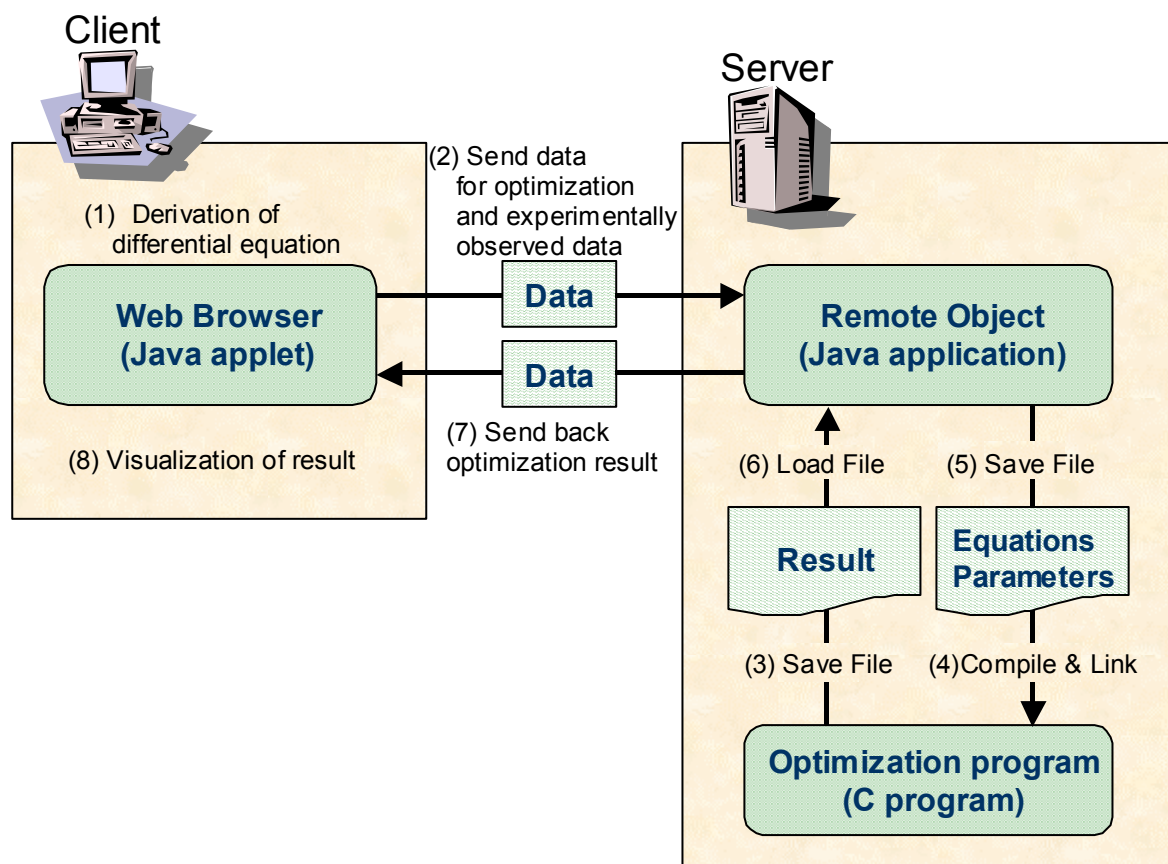 Client
Server
(1) Derivation of
differential equation
(2) Send data
for optimization
and experimentally
observed data
Web Browser
(Java applet)
Data
Data
Remote Object
(Java application)
(7) Send back
optimization result
(8) Visualization of result
(6) Load File
(5) Save File
Result
Equations
Parameters
(3) Save File
(4)Compile & Link
Optimization program
(C program)